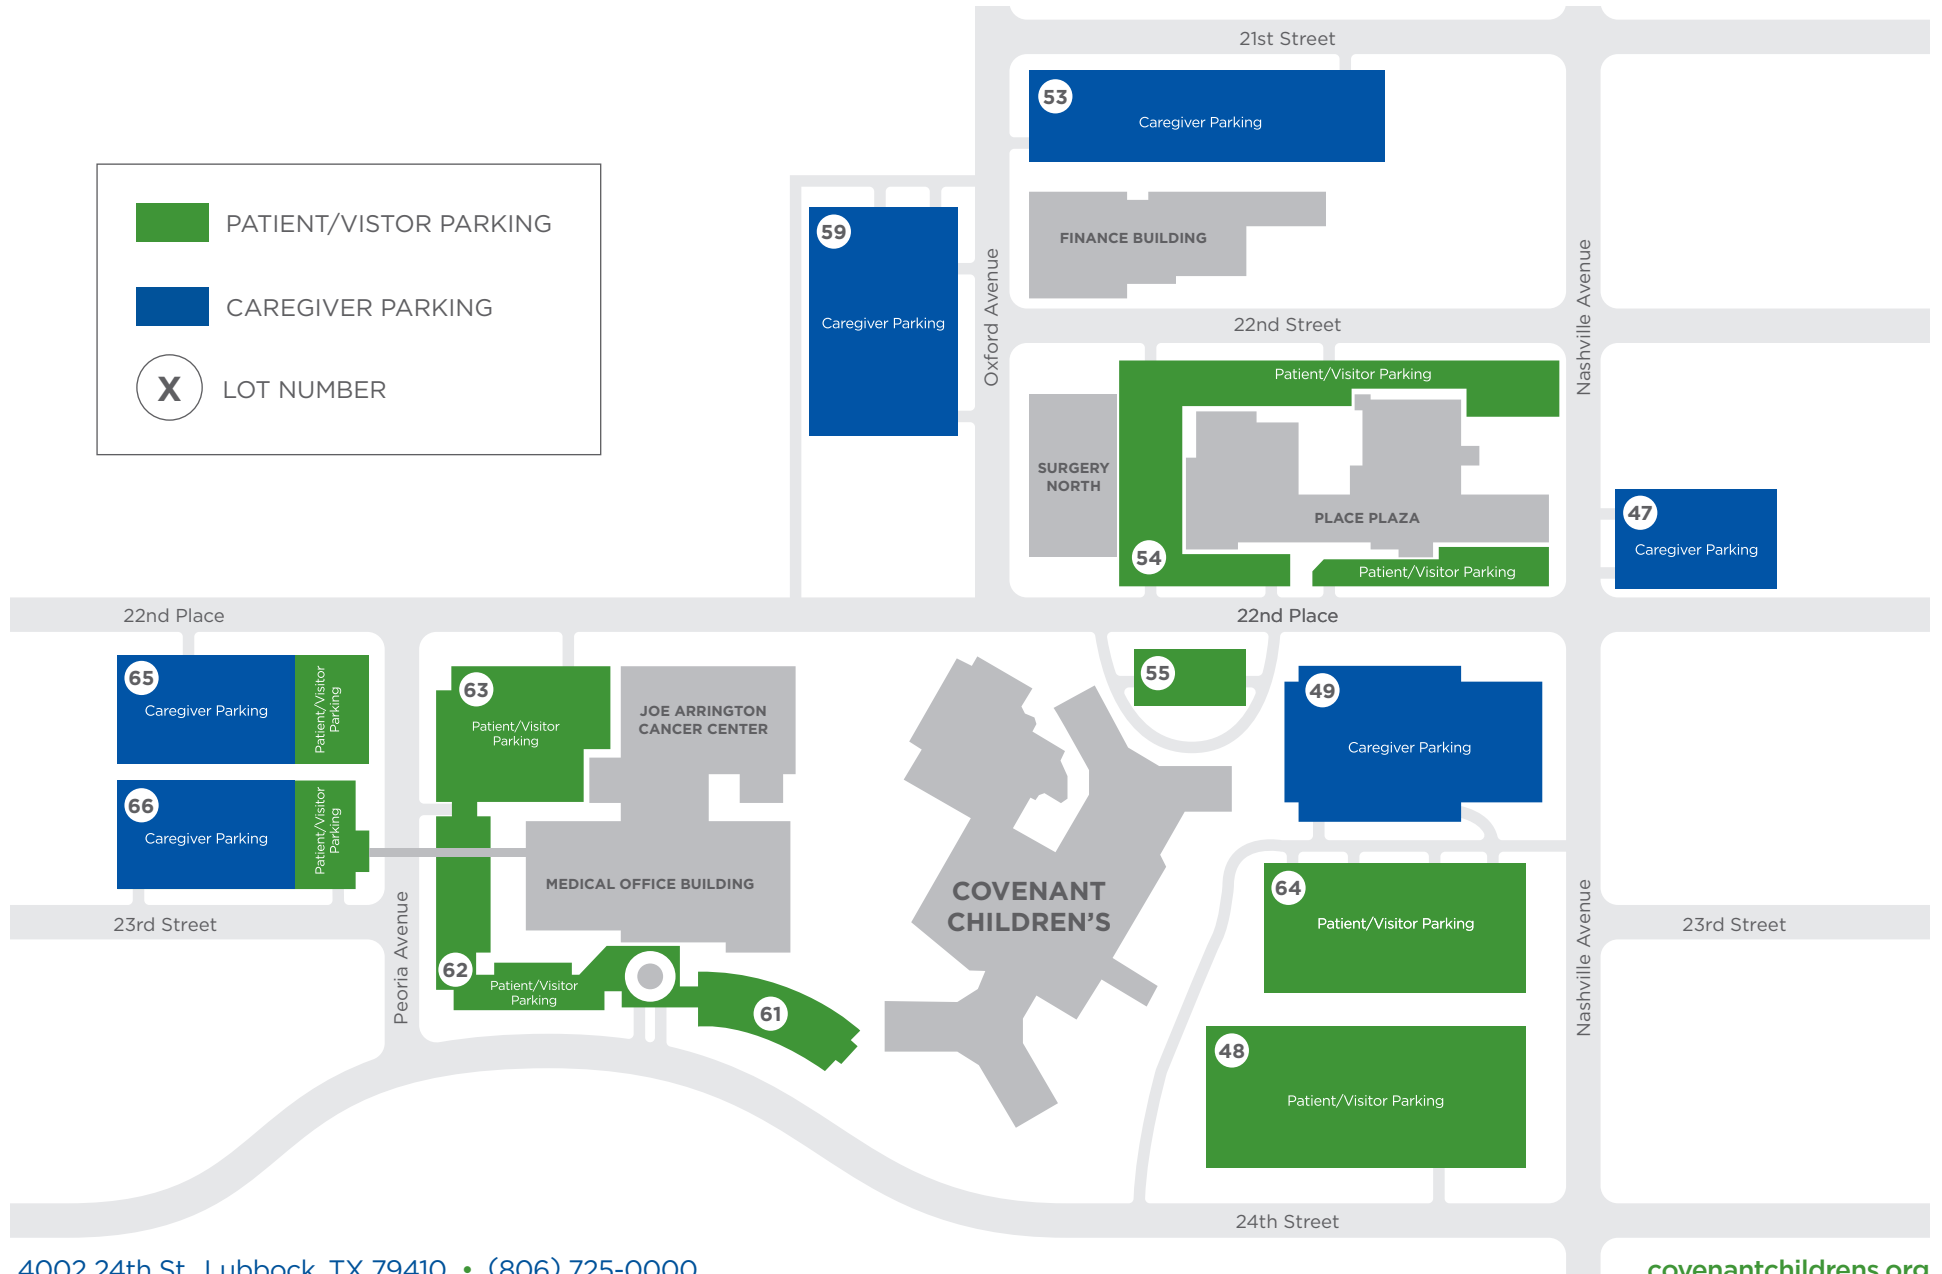 21st Street
53
Caregiver Parking
PATIENT/VISTOR PARKING
CAREGIVER PARKING
X
LOT NUMBER
59
Caregiver Parking
Oxford Avenue
FINANCE BUILDING
Nashville Avenue
22nd Street
Patient/Visitor Parking
SURGERY
NORTH
PLACE PLAZA
54
Patient/Visitor Parking
47
Caregiver Parking
22nd Place
22nd Place
65
Caregiver Parking
Patient/Visitor
Parking
63
Patient/Visitor
Parking
JOE ARRINGTON
CANCER CENTER
55
49
Caregiver Parking
66
Caregiver Parking
Patient/Visitor
Parking
MEDICAL OFFICE BUILDING
COVENANT
CHILDREN'S
64
Patient/Visitor Parking
23rd Street
Peoria Avenue
Nashville Avenue
23rd Street
62
Patient/Visitor
Parking
61
48
Patient/Visitor Parking
24th Street
4002 24th St., Lubbock, TX 79410 • (806) 725-0000
covenantchildrens.org